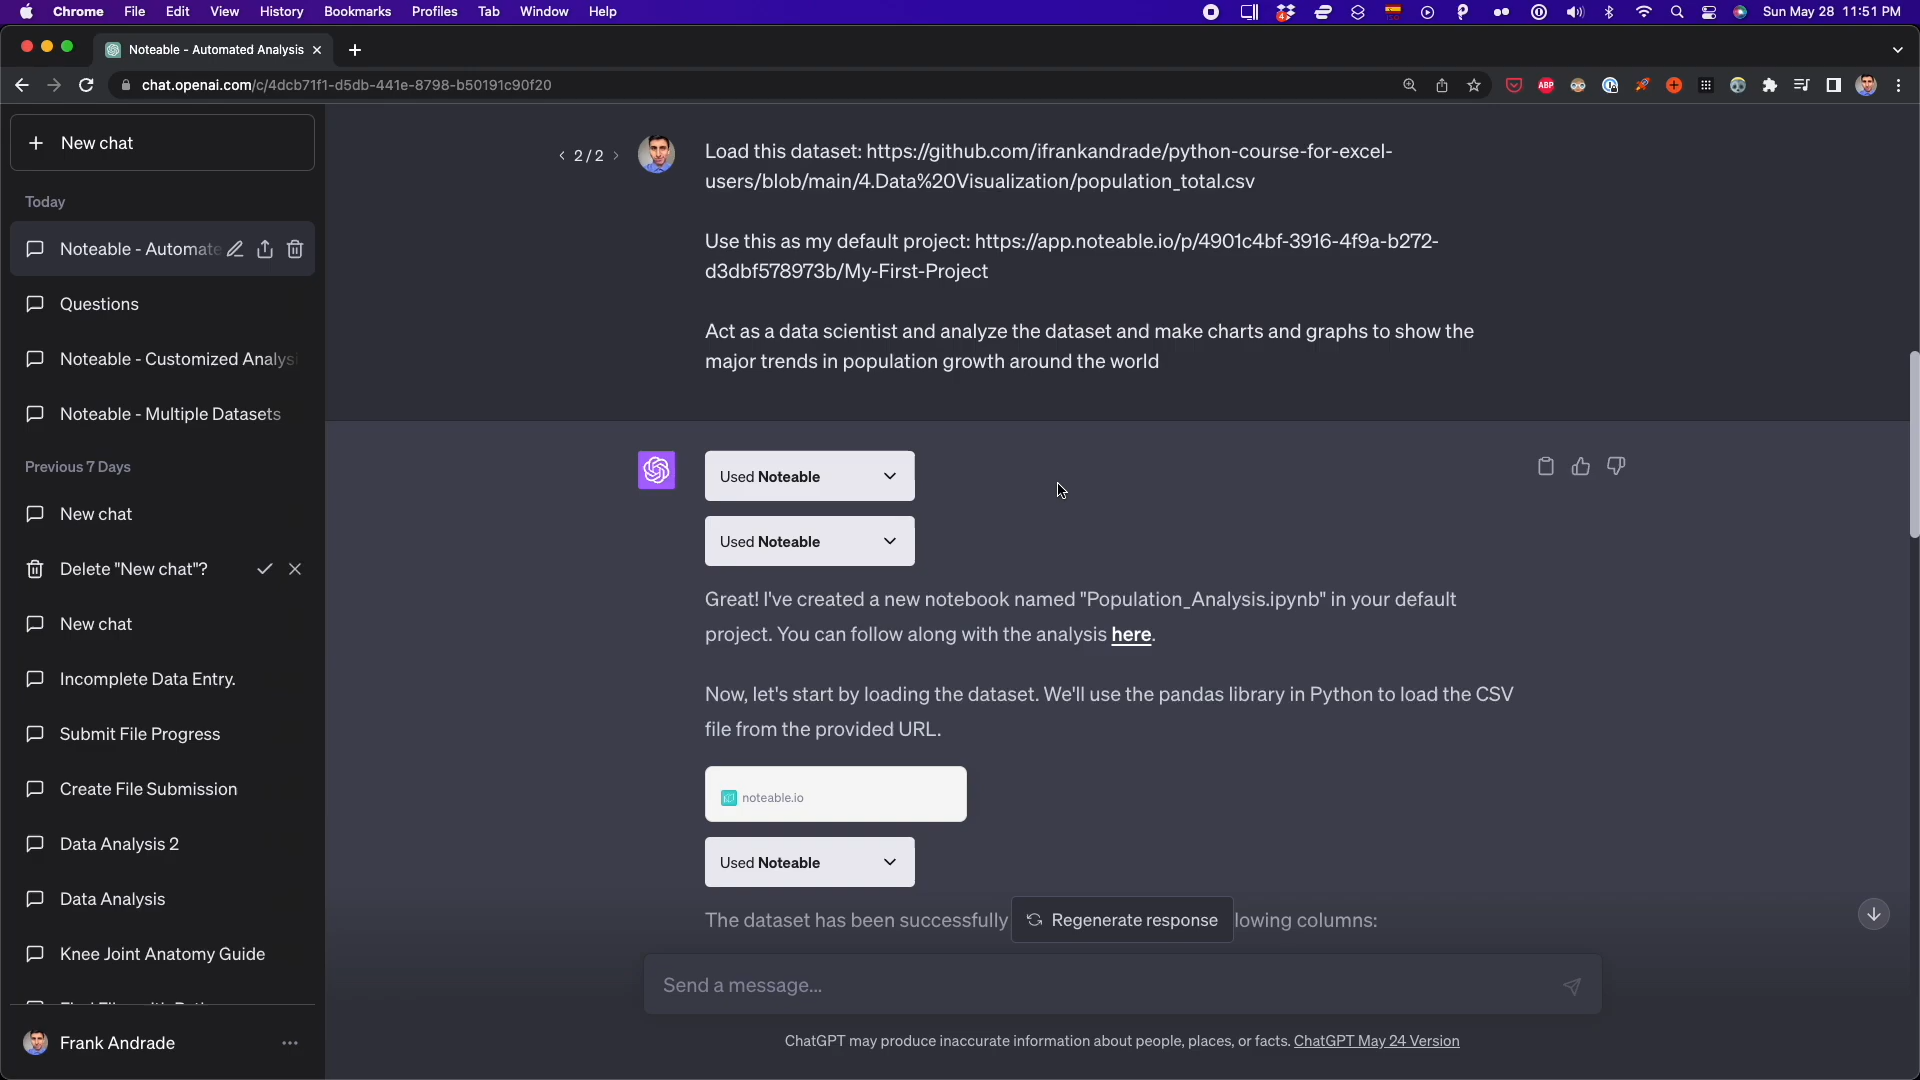 Chrome File Edit View History Bookmarks Profiles Tab Window Help
Sun May 28 11:51 PM
Noteable - Automated Analysis
chat.openai.com/c/4dcb71f1-d5db-441e-8798-b50191c90f20
ABP
New chat
Today
Noteable - Automate
Questions
Noteable - Customized Analysi
Noteable - Multiple Datasets
Previous 7 Days
New chat
Delete "New chat"?
New chat
Incomplete Data Entry.
Submit File Progress
Create File Submission
Data Analysis 2
Data Analysis
Knee Joint Anatomy Guide
Frank Andrade
2 / 2
Load this dataset: https://github.com/ifrankandrade/python-course-for-excel-
users/blob/main/4.Data%20Visualization/population_total.csv
Use this as my default project: https://app.noteable.io/p/4901c4bf-3916-4f9a-b272-
d3dbf578973b/My-First-Project
Act as a data scientist and analyze the dataset and make charts and graphs to show the
major trends in population growth around the world
Used Noteable
Used Noteable
Great! I've created a new notebook named "Population_Analysis.ipynb" in your default
project. You can follow along with the analysis here.
Now, let's start by loading the dataset. We'll use the pandas library in Python to load the CSV
file from the provided URL.
noteable.io
Used Noteable
The dataset has been successfully
Regenerate response
lowing columns:
Send a message...
ChatGPT may produce inaccurate information about people, places, or facts. ChatGPT May 24 Version